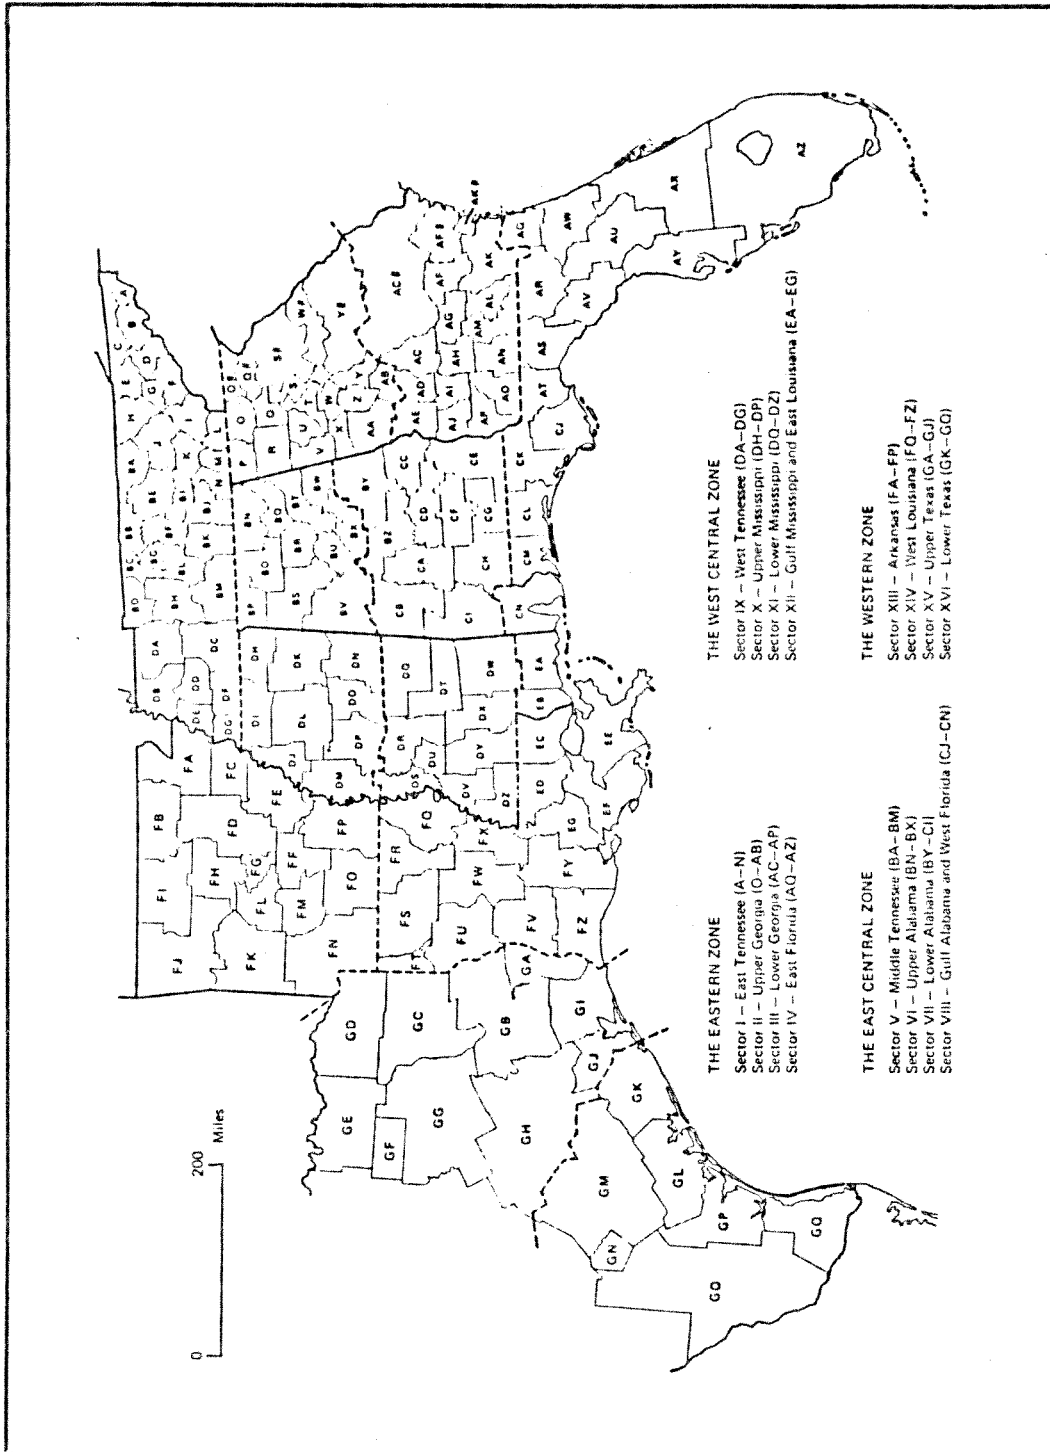 0 200
Miles
THE EASTERN ZONE
Sector I – East Tennessee (A–N)
Sector II – Upper Georgia (O–AB)
Sector III – Lower Georgia (AC–AP)
Sector IV – East Florida (AQ–AZ)
THE EAST CENTRAL ZONE
Sector V – Middle Tennessee (BA–BM)
Sector VI – Upper Alabama (BN–BX)
Sector VII – Lower Alabama (BY–CI)
Sector VIII – Gulf Alabama and West Florida (CJ–CN)
THE WEST CENTRAL ZONE
Sector IX – West Tennessee (DA–DG)
Sector X – Upper Mississippi (DH–DP)
Sector XI – Lower Mississippi (DQ–DZ)
Sector XII – Gulf Mississippi and East Louisiana (EA–EG)
THE WESTERN ZONE
Sector XIII – Arkansas (FA–FP)
Sector XIV – West Louisiana (FQ–FZ)
Sector XV – Upper Texas (GA–GJ)
Sector XVI – Lower Texas (GK–GQ)
FJ FI FB FA
FK FH FD FC
FL FG FE
FN FM FF
FO FP
FT FS FR FQ
FU FW FX
FV FY
FZ
GE GD
GF GG GC
GH GB GA
GJ GI
GM GK
GN GL
GO GP
GQ
DB DA
DE DD DC
DG DF
DI DH
DJ DL DK
DM DP DO DN
DS DR DQ
DU DT
DV DY DX DW
DZ
ED EC EB EA
EG EF EE
BD BC BB BA
BH BG BF BE
BL BI
BM BK BJ
BP BO BN
BS BR BQ BT
BV BU BX BW
BY
CB CA BZ CC
CD
CI CH CF CE
CG
CN CM CL CK
CJ
H E C A
G D B
J F
K I
N M L
P O
R Q
V U T S
X W
AA Z Y
AB
AE AD AC
AJ AI AH AG AF
AP AO AN AM AL AK
AT AS AR AQ
AV AU AW
AY AX
AZ